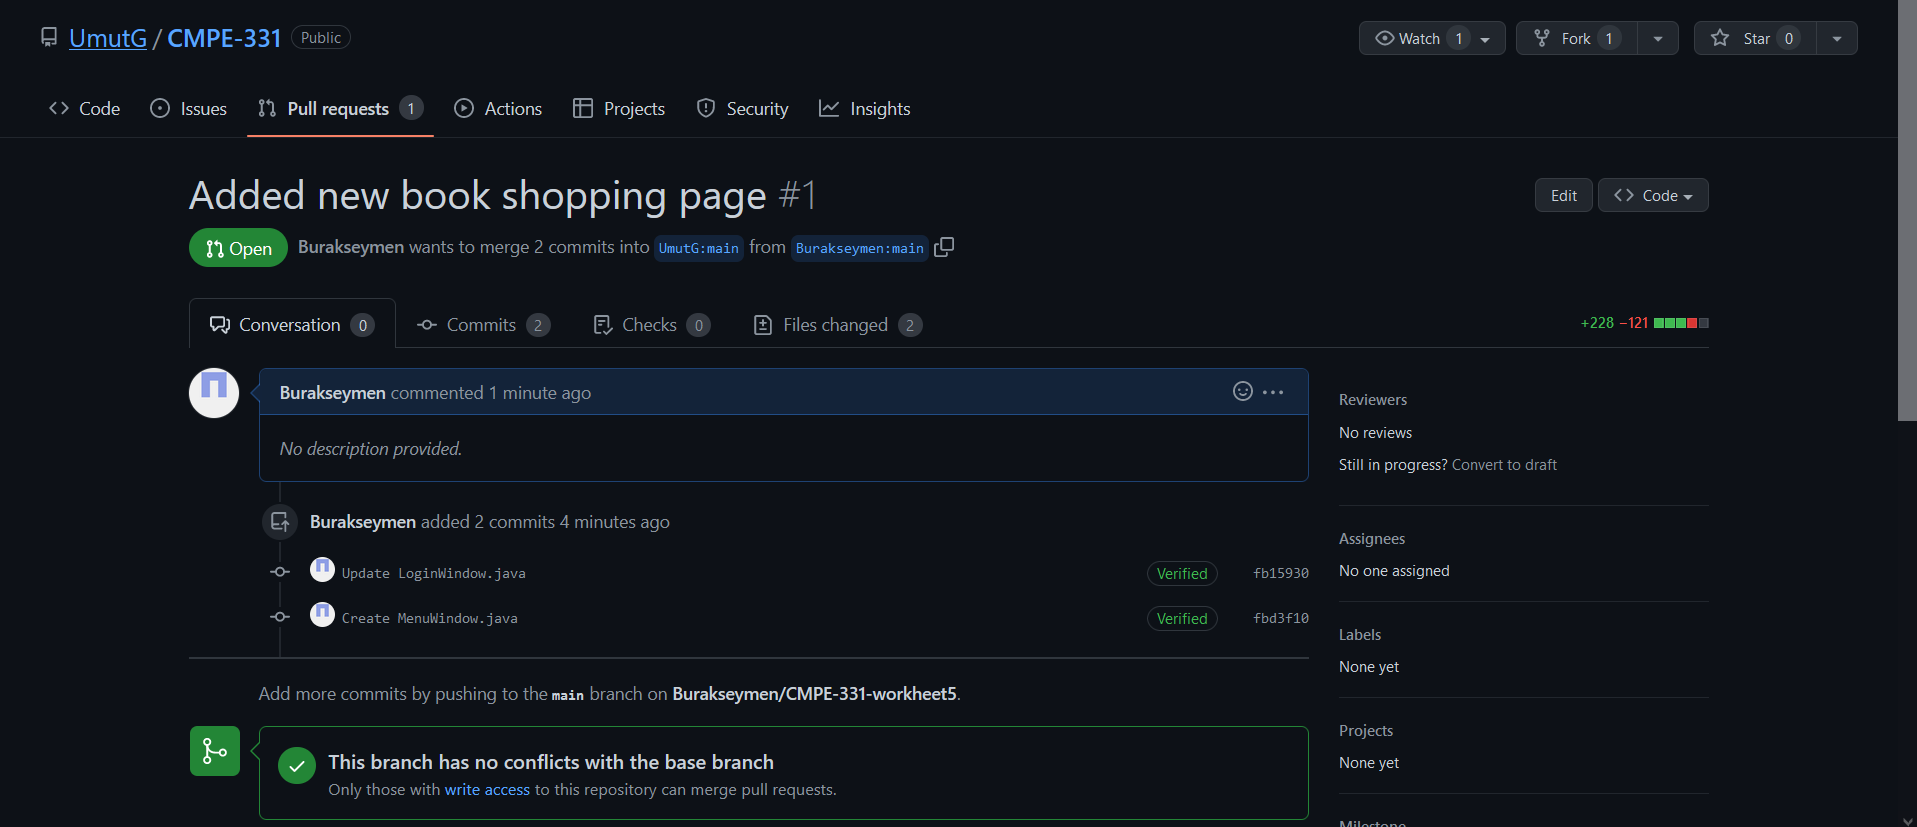 UmutG / CMPE-331 Public
Watch 1 Fork 1 Star 0
Code Issues Pull requests 1 Actions Projects Security Insights
Added new book shopping page #1
Edit Code
Open Burakseymen wants to merge 2 commits into UmutG:main from Burakseymen:main
Conversation 0 Commits 2 Checks 0 Files changed 2
+228 −121
Burakseymen commented 1 minute ago
No description provided.
Burakseymen added 2 commits 4 minutes ago
Update LoginWindow.java Verified fb15930
Create MenuWindow.java Verified fbd3f10
Add more commits by pushing to the main branch on Burakseymen/CMPE-331-workheet5.
This branch has no conflicts with the base branch
Only those with write access to this repository can merge pull requests.
Reviewers
No reviews
Still in progress? Convert to draft
Assignees
No one assigned
Labels
None yet
Projects
None yet
Milestone